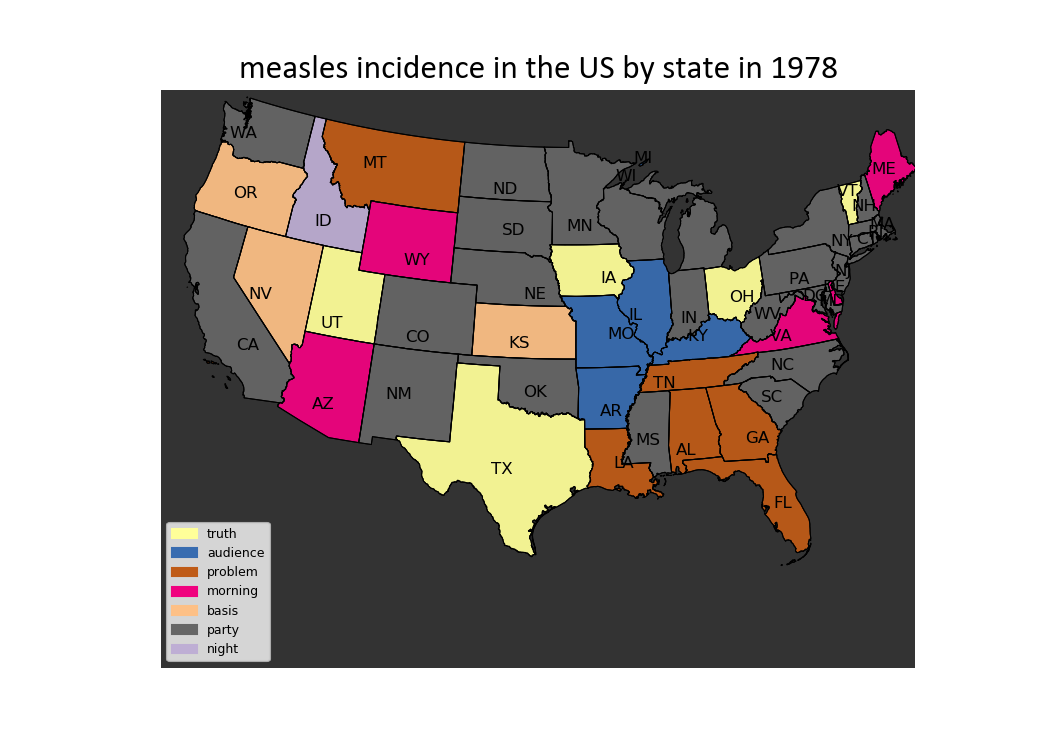 measles incidence in the US by state in 1978
WA
MT
ND
MI
WI
ME
OR
ID
SD
MN
VT
NH
MA
NY
CT
WY
NV
UT
NE
IA
PA
NJ
OH
DE
DC
CA
CO
KS
IL
IN
WV
MO
KY
VA
AZ
NM
OK
TN
NC
AR
SC
TX
MS
AL
GA
LA
FL
truth
audience
problem
morning
basis
party
night